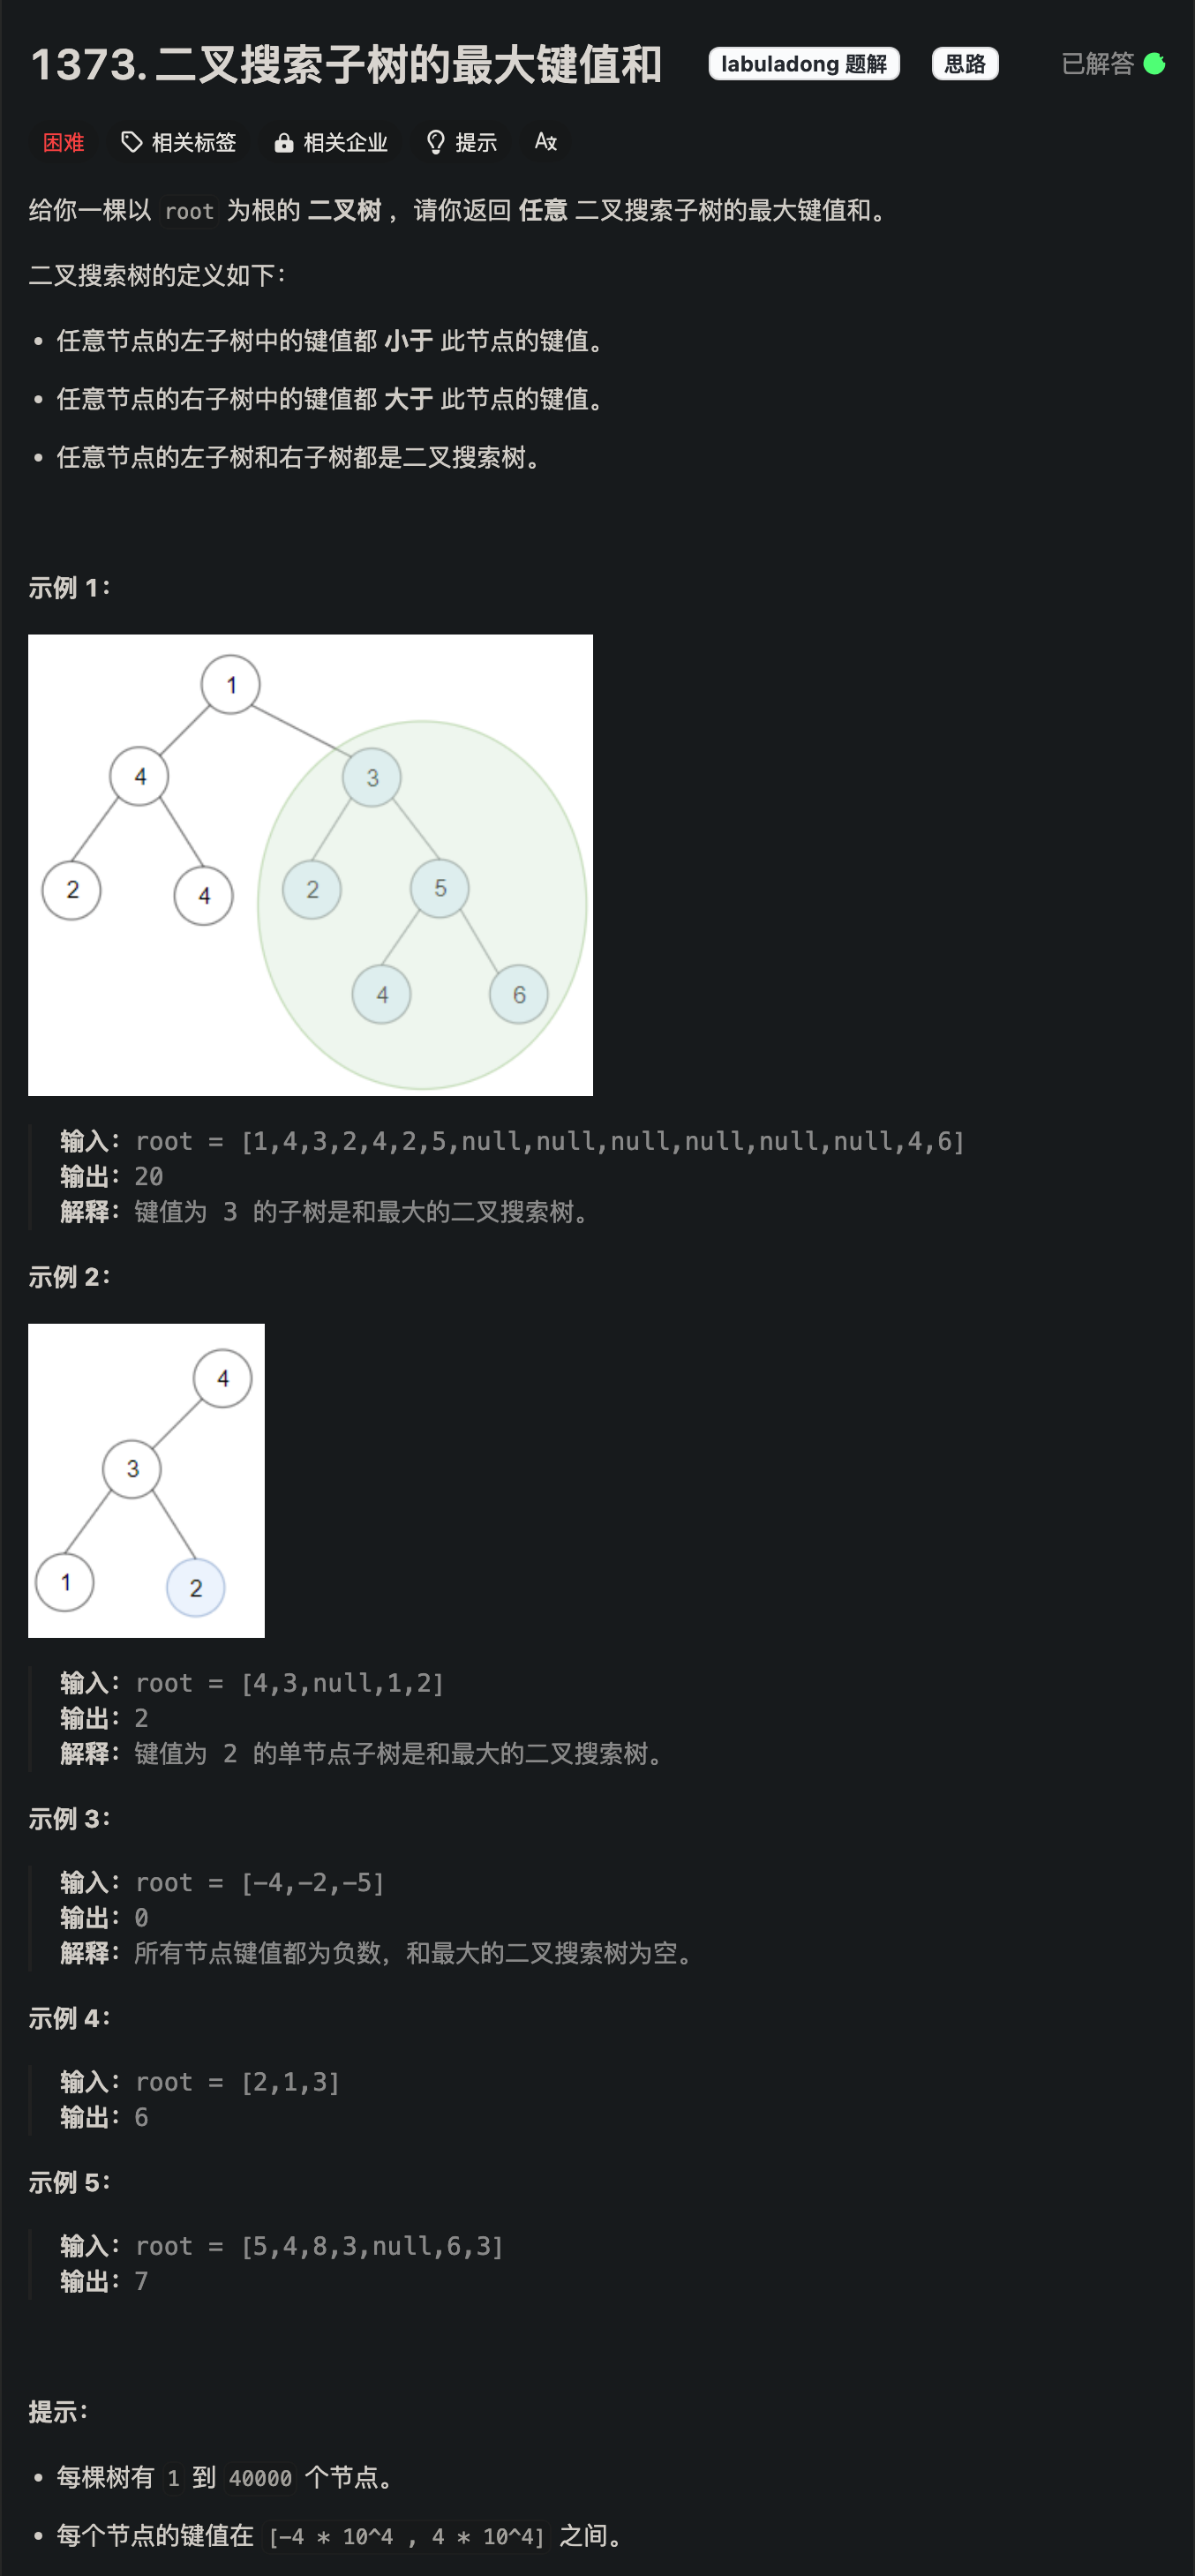 1373. 二叉搜索子树的最大键值和 labuladong 题解 思路 已解答
困难 相关标签 相关企业 提示 A文
给你一棵以 root 为根的 二叉树 ，请你返回 任意 二叉搜索子树的最大键值和。
二叉搜索树的定义如下：
• 任意节点的左子树中的键值都 小于 此节点的键值。
• 任意节点的右子树中的键值都 大于 此节点的键值。
• 任意节点的左子树和右子树都是二叉搜索树。
示例 1：
1
4 3
2 4 2 5
4 6
输入：root = [1,4,3,2,4,2,5,null,null,null,null,null,null,4,6]
输出：20
解释：键值为 3 的子树是和最大的二叉搜索树。
示例 2：
4
3
1 2
输入：root = [4,3,null,1,2]
输出：2
解释：键值为 2 的单节点子树是和最大的二叉搜索树。
示例 3：
输入：root = [-4,-2,-5]
输出：0
解释：所有节点键值都为负数，和最大的二叉搜索树为空。
示例 4：
输入：root = [2,1,3]
输出：6
示例 5：
输入：root = [5,4,8,3,null,6,3]
输出：7
提示：
• 每棵树有 1 到 40000 个节点。
• 每个节点的键值在 [-4 * 10^4 , 4 * 10^4] 之间。